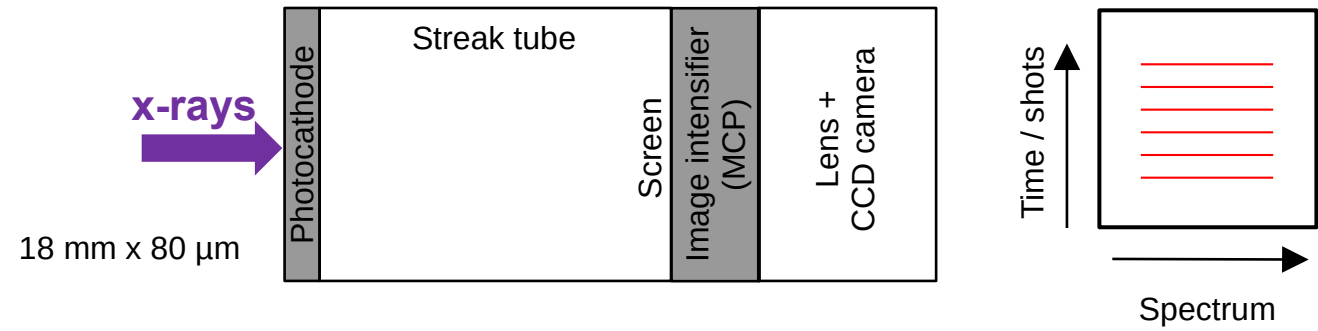 x-rays
18 mm x 80 µm
Photocathode
Streak tube
Screen
Image intensifier
(MCP)
Lens +
CCD camera
Time / shots
Spectrum